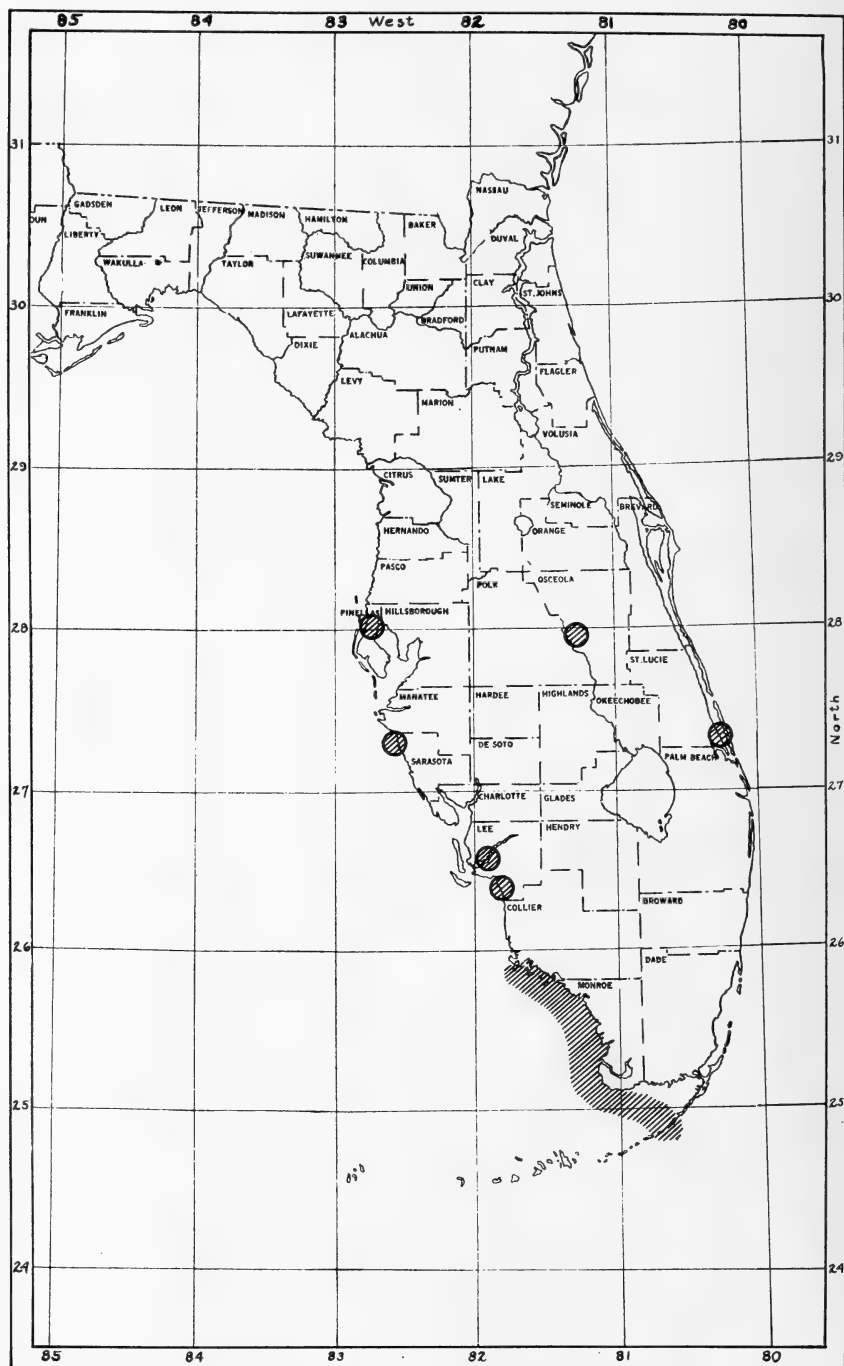 85 84 83 West 82 81 80
31 31
NASSAU
GADSDEN LEON JEFFERSON MADISON HAMILTON BAKER
OUN LIBERTY DUVAL
WAKULLA TAYLOR SUWANNEE COLUMBIA
UNION CLAY ST. JOHNS
30 30
FRANKLIN LAFAYETTE BRADFORD
DIXIE ALACHUA PUTNAM
LEVY FLAGLER
MARION
VOLUSIA
29 29
CITRUS SUMTER LAKE
SEMINOLE BREVARD
HERNANDO ORANGE
PASCO POLK OSCEOLA
PINELLAS HILLSBOROUGH
28 28
ST. LUCIE
MANATEE HARDEE HIGHLANDS OKEECHOBEE
North
DE SOTO
SARASOTA PALM BEACH
27 27
CHARLOTTE GLADES
LEE HENDRY
COLLIER BROWARD
26 26
DADE
MONROE
25 25
24 24
85 84 83 82 81 80